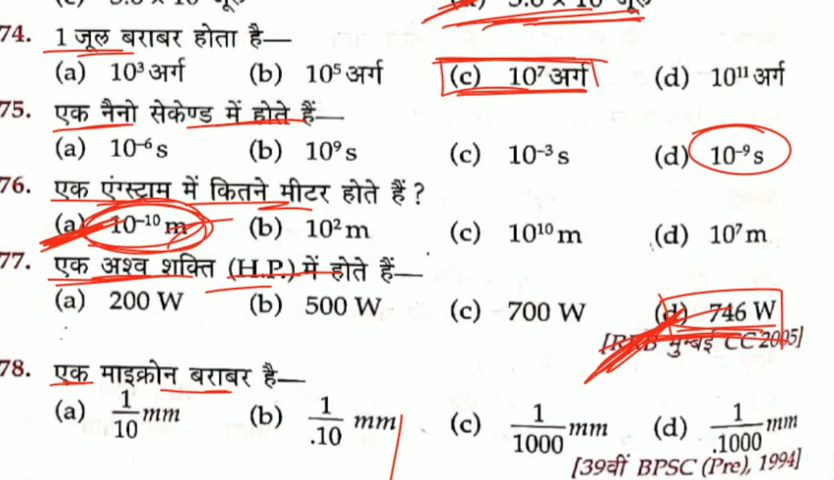 74. 1 जूल बराबर होता है—
(a) 10³ अर्ग (b) 10⁵ अर्ग (c) 10⁷ अर्ग (d) 10¹¹ अर्ग
75. एक नैनो सेकेण्ड में होते हैं—
(a) 10⁻⁶ s (b) 10⁹ s (c) 10⁻³ s (d) 10⁻⁹ s
76. एक एंग्स्ट्राम में कितने मीटर होते हैं ?
(a) 10⁻¹⁰ m (b) 10² m (c) 10¹⁰ m (d) 10⁷ m
77. एक अश्व शक्ति (H.P.) में होते हैं—
(a) 200 W (b) 500 W (c) 700 W (d) 746 W
[RRB मुम्बई CC 2005]
78. एक माइक्रोन बराबर है—
(a) 1/10 mm (b) 1/.10 mm (c) 1/1000 mm (d) 1/.1000 mm
[39वीं BPSC (Pre), 1994]